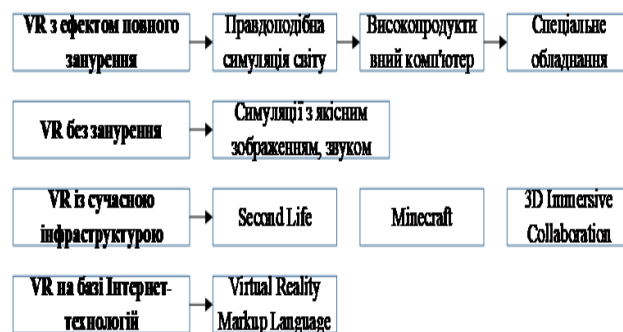 VR з ефектом повного
занурення
Правдоподібна
симуляція світу
Високопродукти
вний комп'ютер
Спеціальне
обладнання
VR без занурення
Симуляції з якісним
зображенням, звуком
VR із сучасною
інфраструктурою
Second Life
Minecraft
3D Immersive
Collaboration
VR на базі Інтернет-
технологій
Virtual Reality
Markup Language